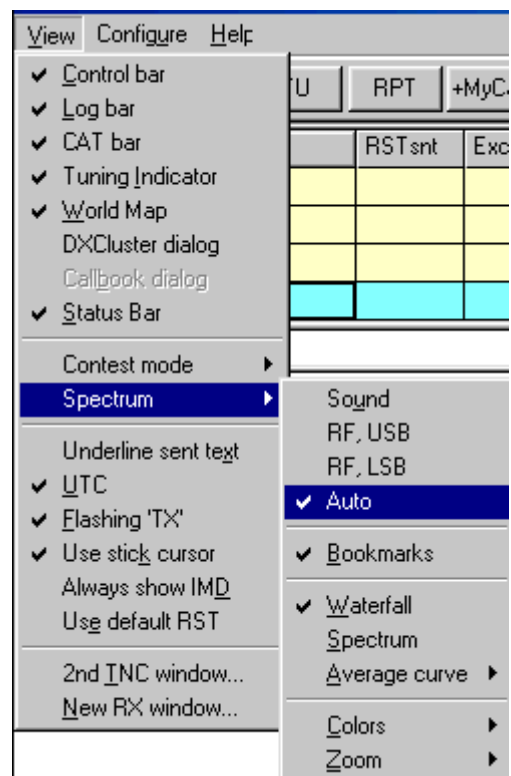 View Configure Help
Control bar
Log bar
CAT bar
Tuning Indicator
World Map
DXCluster dialog
Callbook dialog
Status Bar
Contest mode
Spectrum
Underline sent text
UTC
Flashing 'TX'
Use stick cursor
Always show IMD
Use default RST
2nd TNC window...
New RX window...
U RPT +MyC
RSTsnt Exc
Sound
RF, USB
RF, LSB
Auto
Bookmarks
Waterfall
Spectrum
Average curve
Colors
Zoom